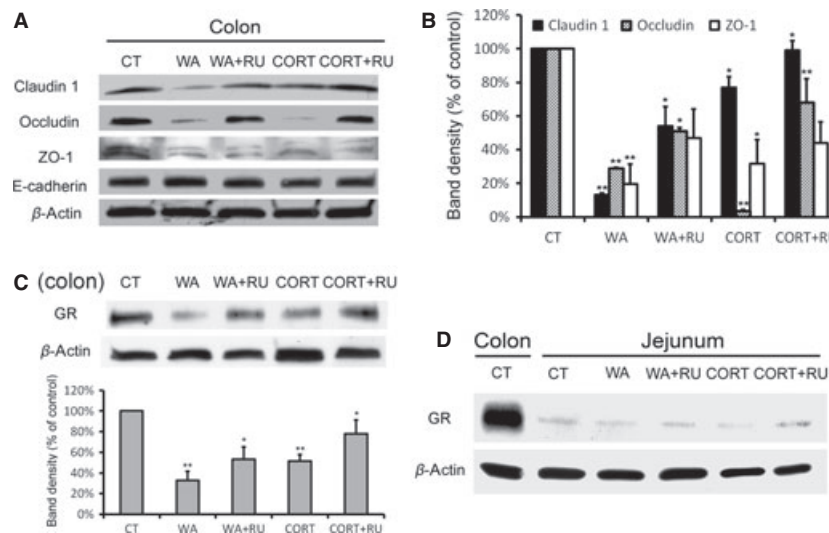 A
Colon
CT WA WA+RU CORT CORT+RU
Claudin 1
Occludin
ZO-1
E-cadherin
β-Actin
B
Band density (% of control)
120%
100%
80%
60%
40%
20%
0%
Claudin 1 Occludin ZO-1
** ** ** * * * ** * * **
CT WA WA+RU CORT CORT+RU
C (colon)
CT WA WA+RU CORT CORT+RU
GR
β-Actin
Band density (% of control)
120%
100%
80%
60%
40%
20%
0%
** * ** *
CT WA WA+RU CORT CORT+RU
D
Colon Jejunum
CT CT WA WA+RU CORT CORT+RU
GR
β-Actin